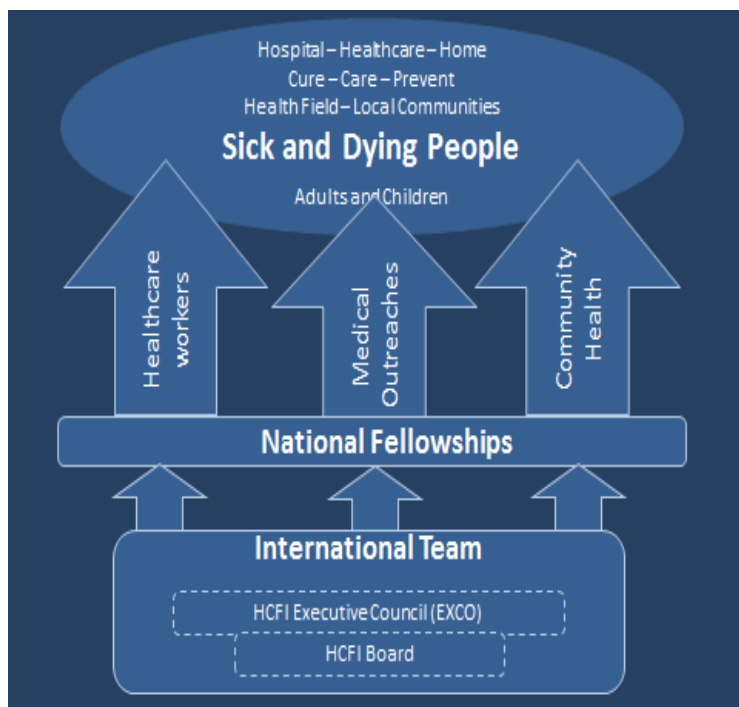 Hospital – Healthcare – Home
Cure – Care – Prevent
Health Field – Local Communities
Sick and Dying People
Adults and Children
Healthcare
workers
Medical
Outreaches
Community
Health
National Fellowships
International Team
HCFI Executive Council (EXCO)
HCFI Board